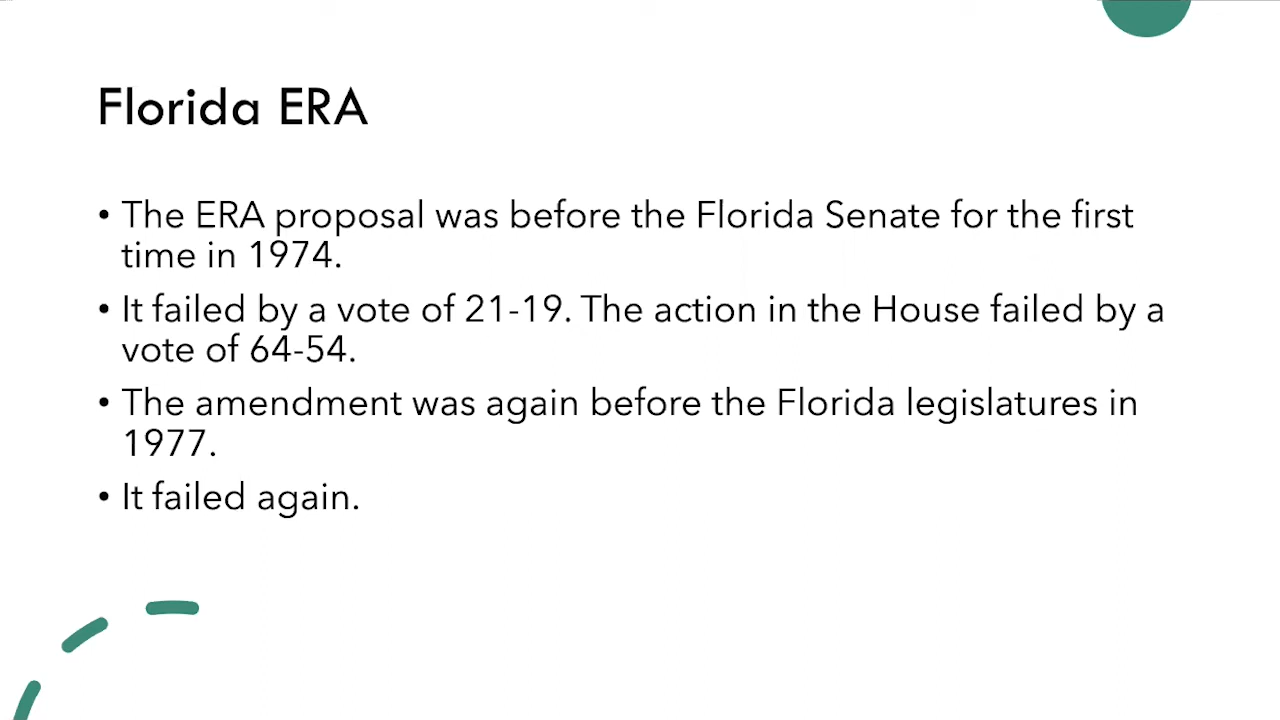 Florida ERA
• The ERA proposal was before the Florida Senate for the first
time in 1974.
• It failed by a vote of 21-19. The action in the House failed by a
vote of 64-54.
• The amendment was again before the Florida legislatures in
1977.
• It failed again.